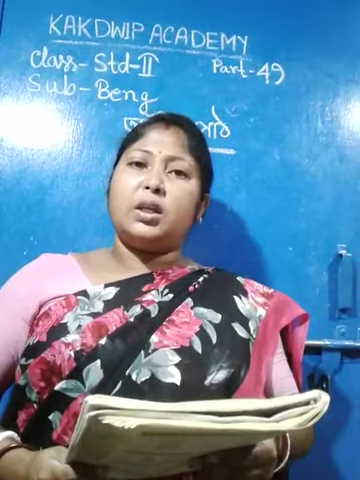 KAKDWIP ACADEMY
Class - Std - II Part - 49
Sub - Beng
পাঠ